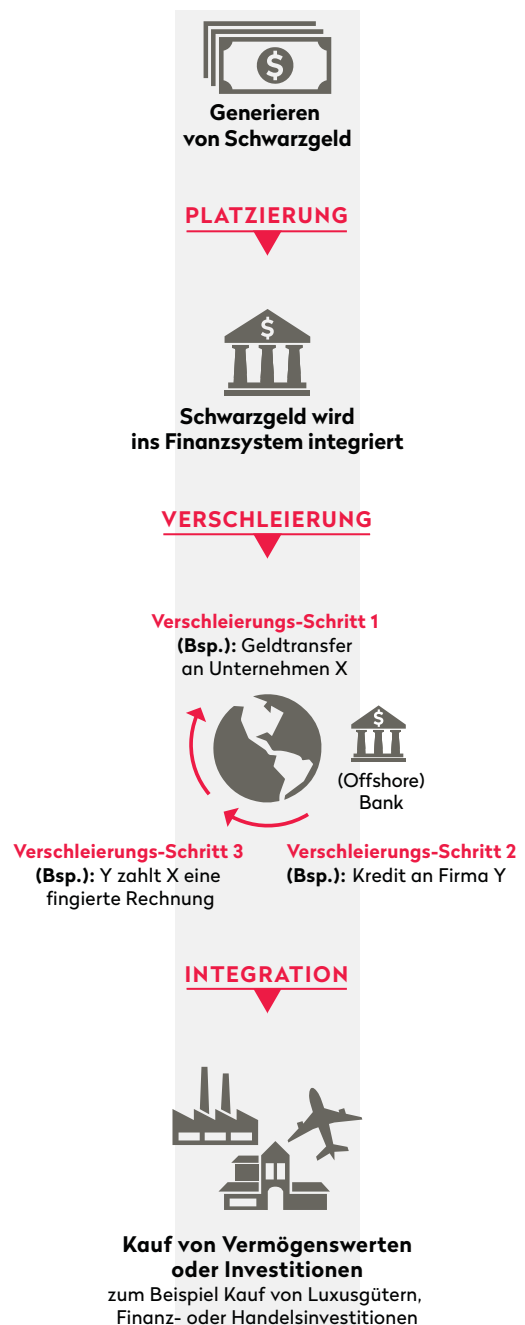 $
Generieren
von Schwarzgeld
PLATZIERUNG
$
Schwarzgeld wird
ins Finanzsystem integriert
VERSCHLEIERUNG
Verschleierungs-Schritt 1
(Bsp.): Geldtransfer
an Unternehmen X
$
(Offshore)
Bank
Verschleierungs-Schritt 3
(Bsp.): Y zahlt X eine
fingierte Rechnung
Verschleierungs-Schritt 2
(Bsp.): Kredit an Firma Y
INTEGRATION
Kauf von Vermögenswerten
oder Investitionen
zum Beispiel Kauf von Luxusgütern,
Finanz- oder Handelsinvestitionen